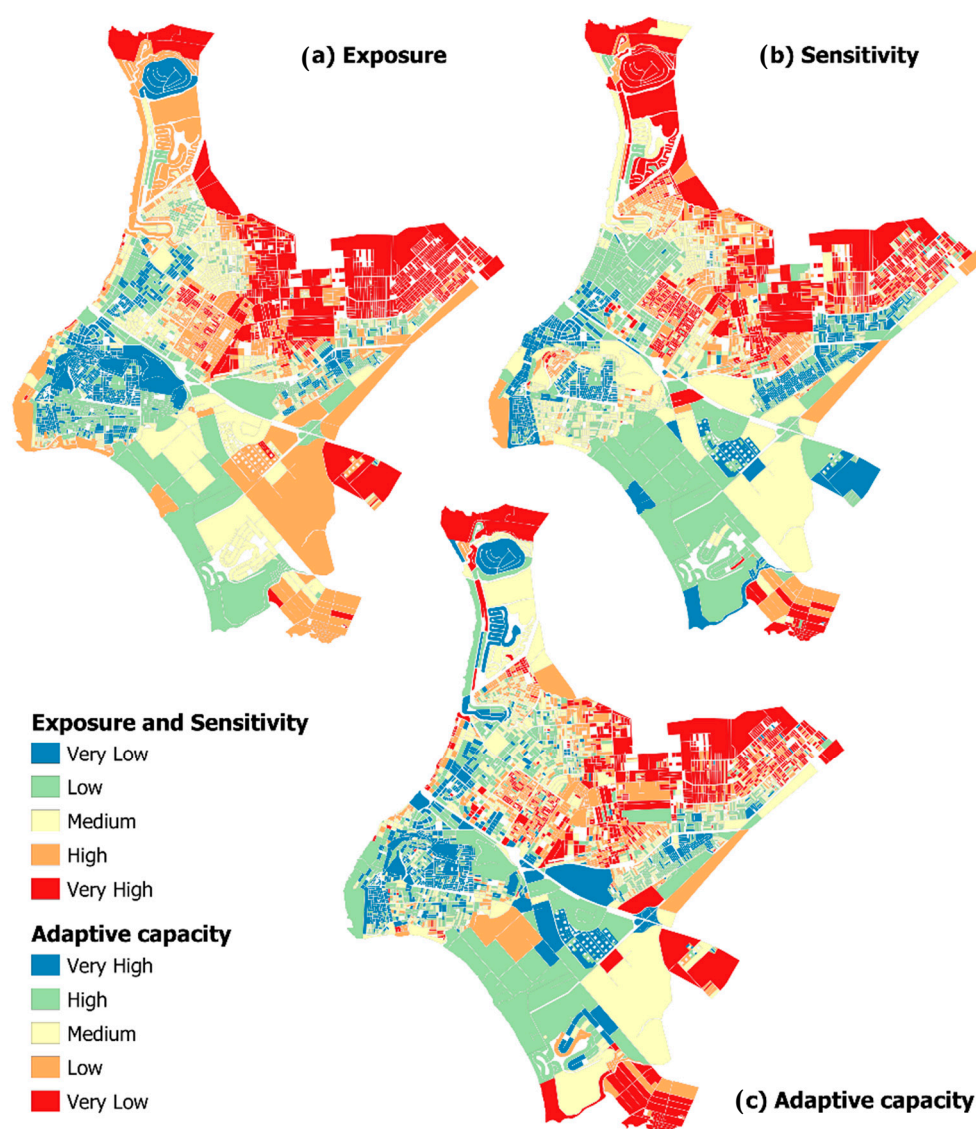 (a) Exposure
(b) Sensitivity
Exposure and Sensitivity
Very Low
Low
Medium
High
Very High
Adaptive capacity
Very High
High
Medium
Low
Very Low
(c) Adaptive capacity